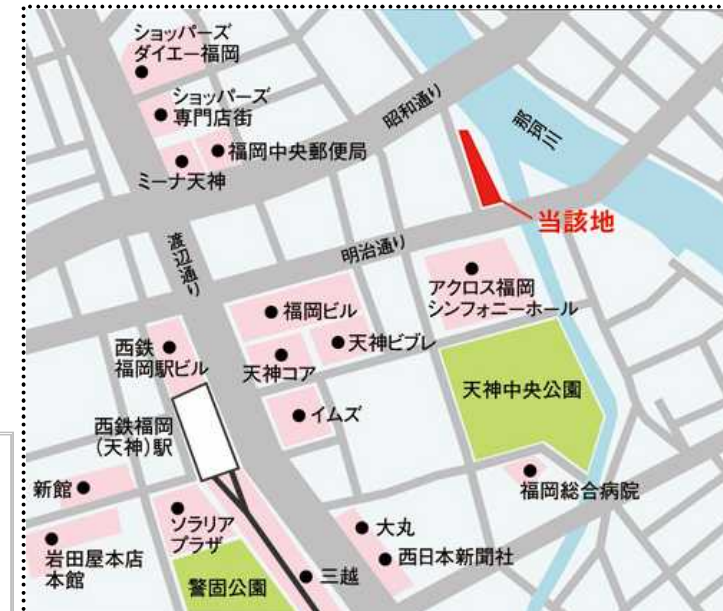 ショッパーズ
ダイエー福岡
ショッパーズ
専門店街
福岡中央郵便局
ミーナ天神
昭和通り
那珂川
当該地
渡辺通り
明治通り
アクロス福岡
シンフォニーホール
福岡ビル
天神ビブレ
天神コア
西鉄
福岡駅ビル
天神中央公園
イムズ
西鉄福岡
(天神)駅
新館
福岡総合病院
ソラリア
プラザ
大丸
西日本新聞社
岩田屋本店
本館
三越
警固公園